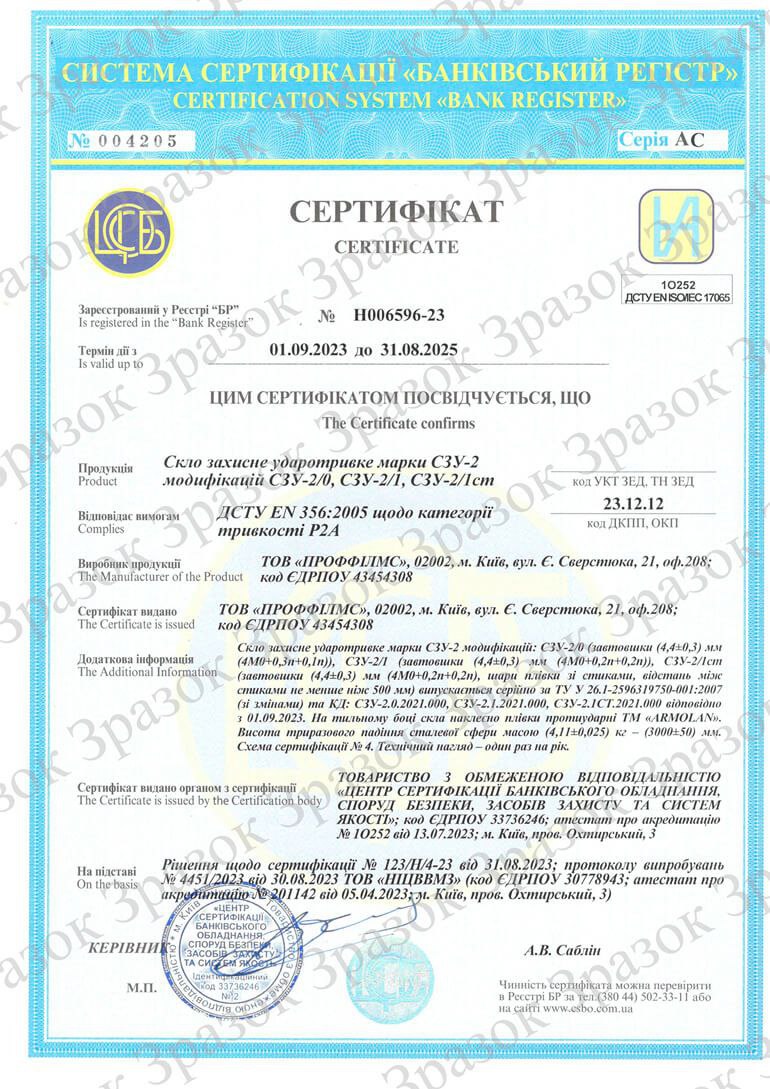 СИСТЕМА СЕРТИФІКАЦІЇ «БАНКІВСЬКИЙ РЕГІСТР»
CERTIFICATION SYSTEM «BANK REGISTER»
№ 004205 Серія АС
ЦСБ
СЕРТИФІКАТ
CERTIFICATE
1О252
ДСТУ EN ISO/IEC 17065
Зареєстрований у Реєстрі “БР” № Н006596-23
Is registered in the “Bank Register”
Термін дії з 01.09.2023 до 31.08.2025
Is valid up to
ЦИМ СЕРТИФІКАТОМ ПОСВІДЧУЄТЬСЯ, ЩО
The Certificate confirms
Продукція Скло захисне ударотривке марки СЗУ-2
Product модифікацій СЗУ-2/0, СЗУ-2/1, СЗУ-2/1ст
код УКТ ЗЕД, ТН ЗЕД
23.12.12
код ДКПП, ОКП
Відповідає вимогам ДСТУ EN 356:2005 щодо категорії
Complies тривкості Р2А
Виробник продукції ТОВ «ПРОФФІЛМС», 02002, м. Київ, вул. Є. Сверстюка, 21, оф.208;
The Manufacturer of the Product код ЄДРПОУ 43454308
Сертифікат видано ТОВ «ПРОФФІЛМС», 02002, м. Київ, вул. Є. Сверстюка, 21, оф.208;
The Certificate is issued код ЄДРПОУ 43454308
Додаткова інформація
The Additional Information
Скло захисне ударотривке марки СЗУ-2 модифікацій: СЗУ-2/0 (завтовшки (4,4±0,3) мм
(4М0+0,3п+0,1п)), СЗУ-2/1 (завтовшки (4,4±0,3) мм (4М0+0,2п+0,2п)), СЗУ-2/1ст
(завтовшки (4,4±0,3) мм (4М0+0,2п+0,2п), шари плівки зі стиками, відстань між
стиками не менше ніж 500 мм) випускається серійно за ТУ У 26.1-2596319750-001:2007
(зі змінами) та КД: СЗУ-2.0.2021.000, СЗУ-2.1.2021.000, СЗУ-2.1СТ.2021.000 відповідно
з 01.09.2023. На тильному боці скла наклеєно плівки протиударні ТМ «ARMOLAN».
Висота триразового падіння сталевої сфери масою (4,11±0,025) кг – (3000±50) мм.
Схема сертифікації № 4. Технічний нагляд – один раз на рік.
Сертифікат видано органом з сертифікації
The Certificate is issued by the Certification body
ТОВАРИСТВО З ОБМЕЖЕНОЮ ВІДПОВІДАЛЬНІСТЮ
«ЦЕНТР СЕРТИФІКАЦІЇ БАНКІВСЬКОГО ОБЛАДНАННЯ,
СПОРУД БЕЗПЕКИ, ЗАСОБІВ ЗАХИСТУ ТА СИСТЕМ
ЯКОСТІ»; код ЄДРПОУ 33736246; атестат про акредитацію
№ 1О252 від 13.07.2023; м. Київ, пров. Охтирський, 3
На підставі
On the basis
Рішення щодо сертифікації № 123/Н/4-23 від 31.08.2023; протоколу випробувань
№ 4451/2023 від 30.08.2023 ТОВ «НІЦВВМЗ» (код ЄДРПОУ 30778943; атестат про
акредитацію № 201142 від 05.04.2023; м. Київ, пров. Охтирський, 3)
КЕРІВНИК А.В. Саблін
М.П.
«ЦЕНТР
СЕРТИФІКАЦІЇ
БАНКІВСЬКОГО
ОБЛАДНАННЯ,
СПОРУД БЕЗПЕКИ,
ЗАСОБІВ ЗАХИСТУ
ТА СИСТЕМ ЯКОСТІ»
Ідентифікаційний
код 33736246
№ 2
Товариство з обмеженою відповідальністю * м. Київ
Чинність сертифіката можна перевірити
в Реєстрі БР за тел.(380 44) 502-33-11 або
на сайті www.csbo.com.ua
Зразок Зразок Зразок